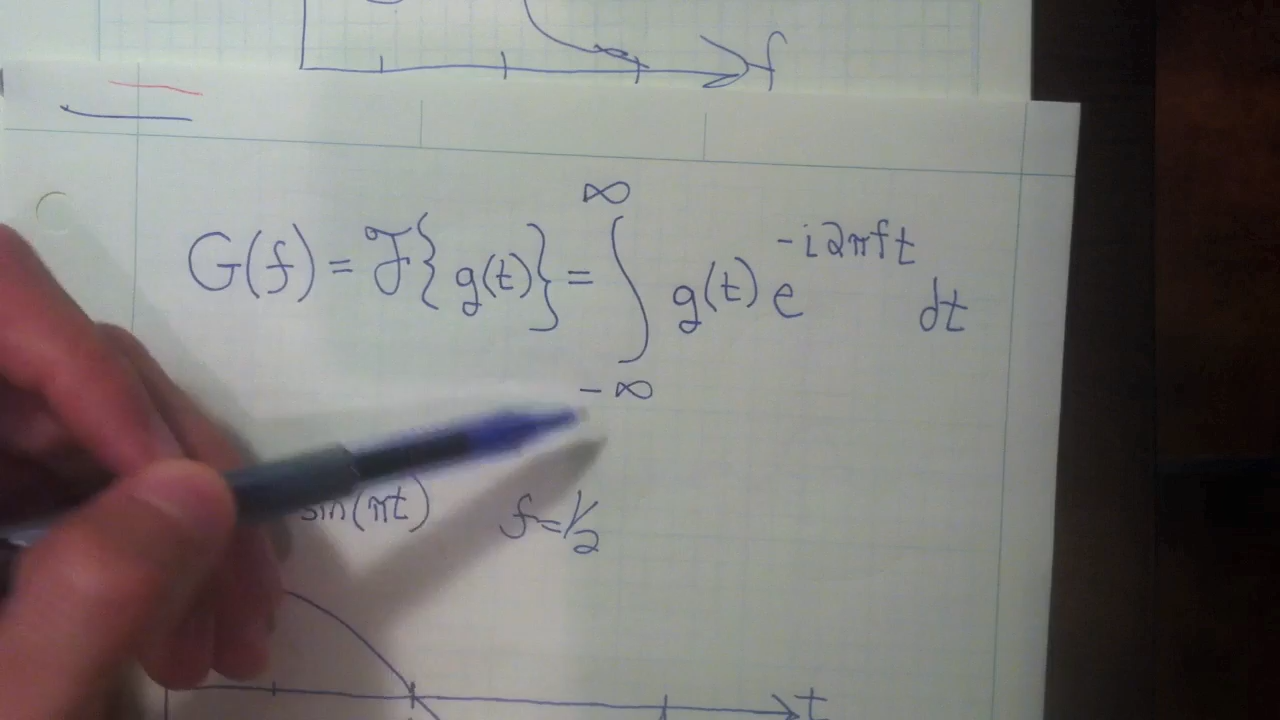 f
∞
G(f) = ℱ{g(t)} = ∫ g(t) e^-i2πft dt
-∞
sin(πt) f=1/2
t